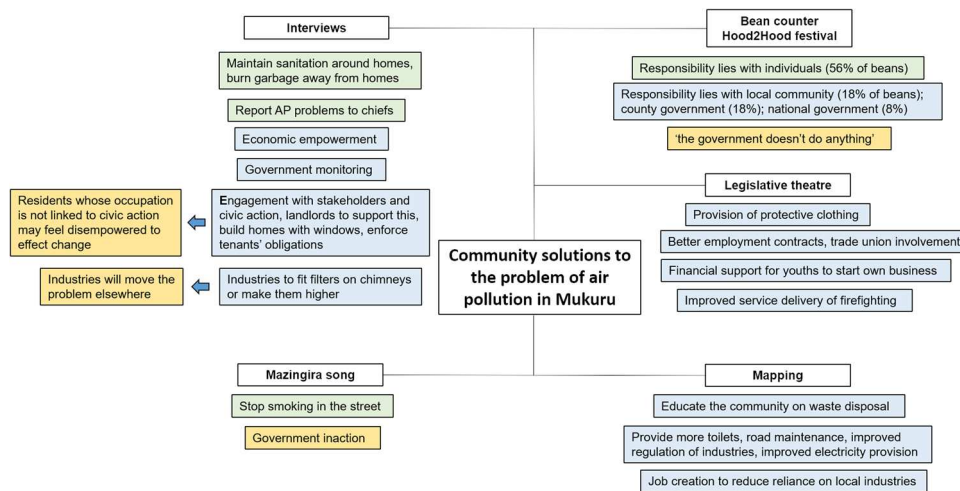 Interviews
Maintain sanitation around homes,
burn garbage away from homes
Report AP problems to chiefs
Economic empowerment
Government monitoring
Residents whose occupation
is not linked to civic action
may feel disempowered to
effect change
Engagement with stakeholders and
civic action, landlords to support this,
build homes with windows, enforce
tenants' obligations
Industries will move the
problem elsewhere
Industries to fit filters on chimneys
or make them higher
Bean counter
Hood2Hood festival
Responsibility lies with individuals (56% of beans)
Responsibility lies with local community (18% of beans);
county government (18%); national government (8%)
‘the government doesn’t do anything’
Legislative theatre
Provision of protective clothing
Better employment contracts, trade union involvement
Financial support for youths to start own business
Improved service delivery of firefighting
Community solutions to
the problem of air
pollution in Mukuru
Mazingira song
Stop smoking in the street
Government inaction
Mapping
Educate the community on waste disposal
Provide more toilets, road maintenance, improved
regulation of industries, improved electricity provision
Job creation to reduce reliance on local industries